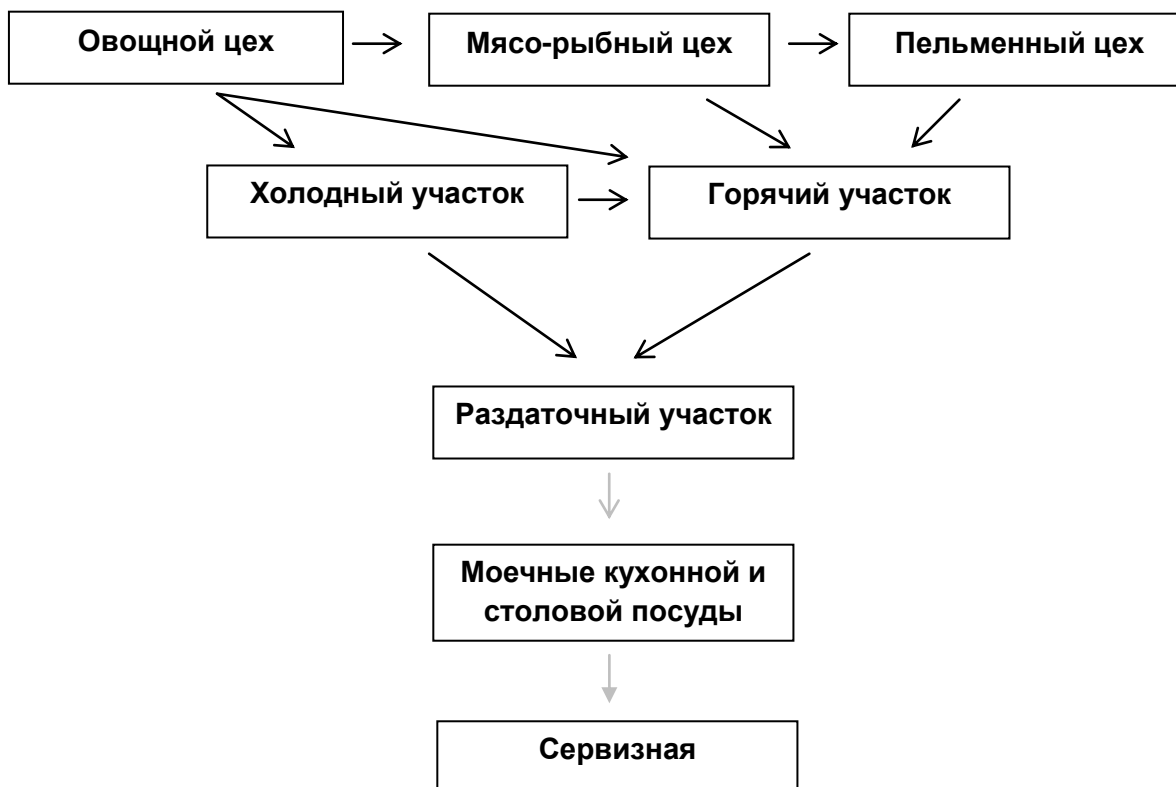 Овощной цех
Мясо-рыбный цех
Пельменный цех
Холодный участок
Горячий участок
Раздаточный участок
Моечные кухонной и
столовой посуды
Сервизная